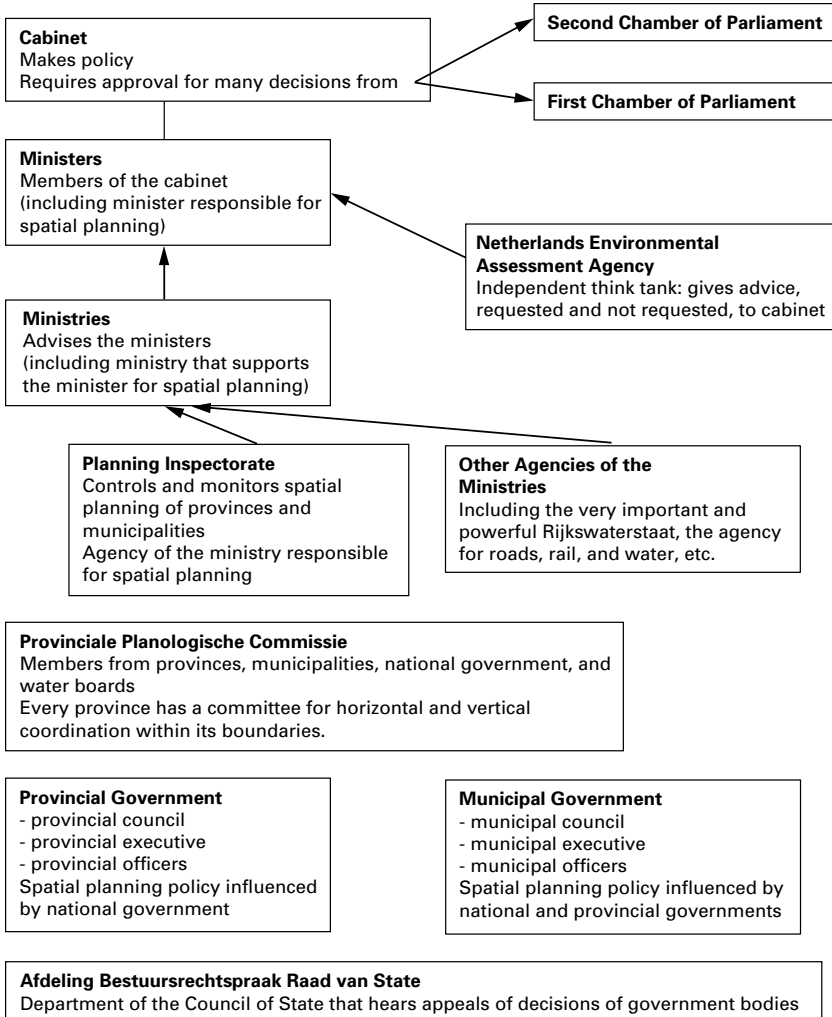 Cabinet
Makes policy
Requires approval for many decisions from
Second Chamber of Parliament
First Chamber of Parliament
Ministers
Members of the cabinet
(including minister responsible for
spatial planning)
Netherlands Environmental
Assessment Agency
Independent think tank: gives advice,
requested and not requested, to cabinet
Ministries
Advises the ministers
(including ministry that supports
the minister for spatial planning)
Planning Inspectorate
Controls and monitors spatial
planning of provinces and
municipalities
Agency of the ministry responsible
for spatial planning
Other Agencies of the
Ministries
Including the very important and
powerful Rijkswaterstaat, the agency
for roads, rail, and water, etc.
Provinciale Planologische Commissie
Members from provinces, municipalities, national government, and
water boards
Every province has a committee for horizontal and vertical
coordination within its boundaries.
Provincial Government
- provincial council
- provincial executive
- provincial officers
Spatial planning policy influenced
by national government
Municipal Government
- municipal council
- municipal executive
- municipal officers
Spatial planning policy influenced by
national and provincial governments
Afdeling Bestuursrechtspraak Raad van State
Department of the Council of State that hears appeals of decisions of government bodies